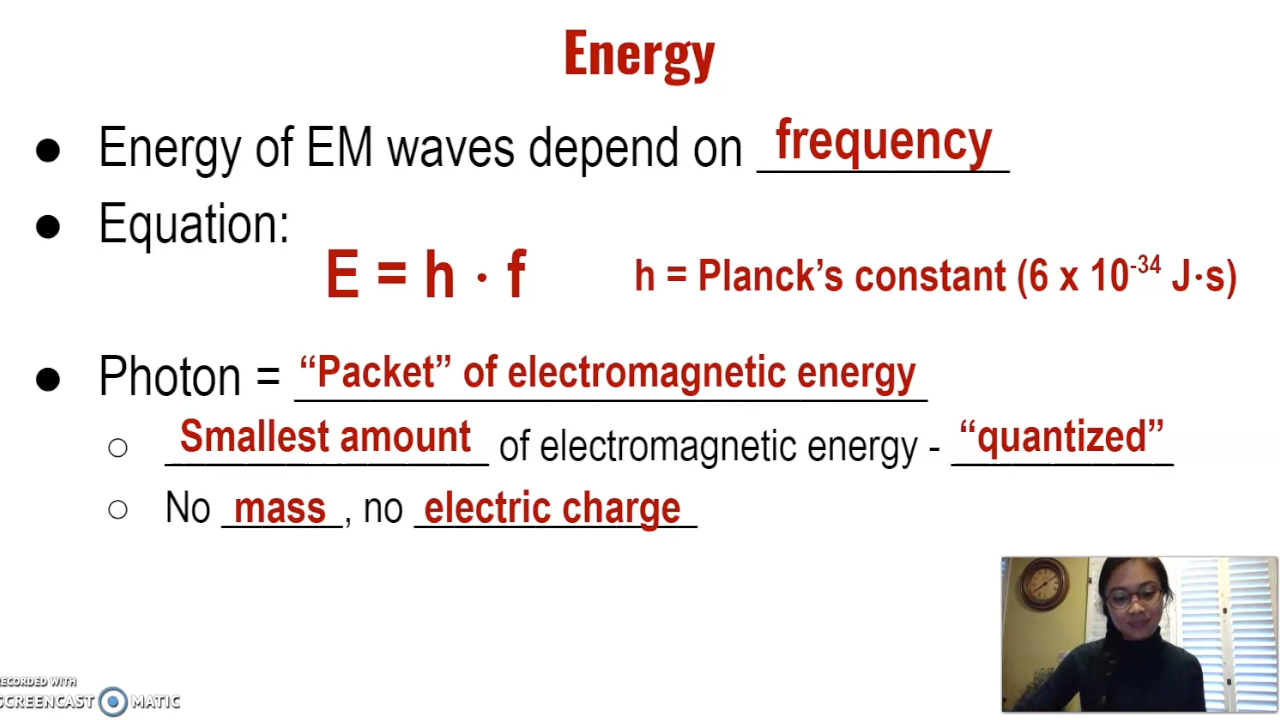 Energy
● Energy of EM waves depend on frequency
● Equation:
E = h · f h = Planck’s constant (6 x 10⁻³⁴ J·s)
● Photon = “Packet” of electromagnetic energy
○ Smallest amount of electromagnetic energy - “quantized”
○ No mass, no electric charge
RECORDED WITH
SCREENCAST MATIC